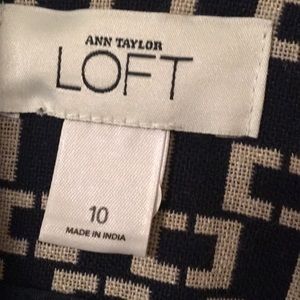 ANN TAYLOR
LOFT
10
MADE IN INDIA